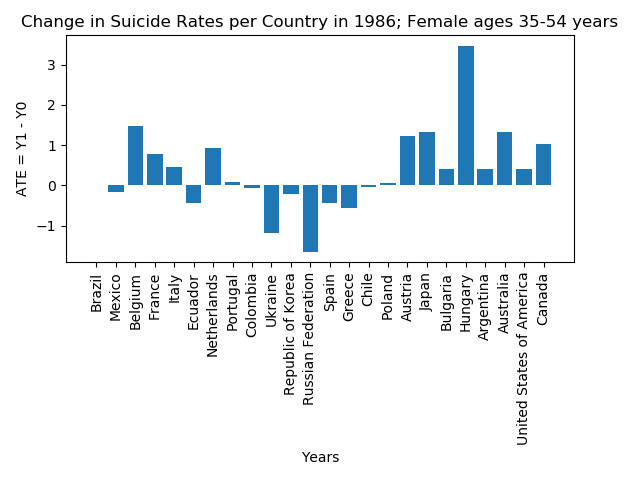 Change in Suicide Rates per Country in 1986; Female ages 35-54 years
ATE = Y1 - Y0
3
2
1
0
−1
Brazil
Mexico
Belgium
France
Italy
Ecuador
Netherlands
Portugal
Colombia
Ukraine
Republic of Korea
Russian Federation
Spain
Greece
Chile
Poland
Austria
Japan
Bulgaria
Hungary
Argentina
Australia
United States of America
Canada
Years